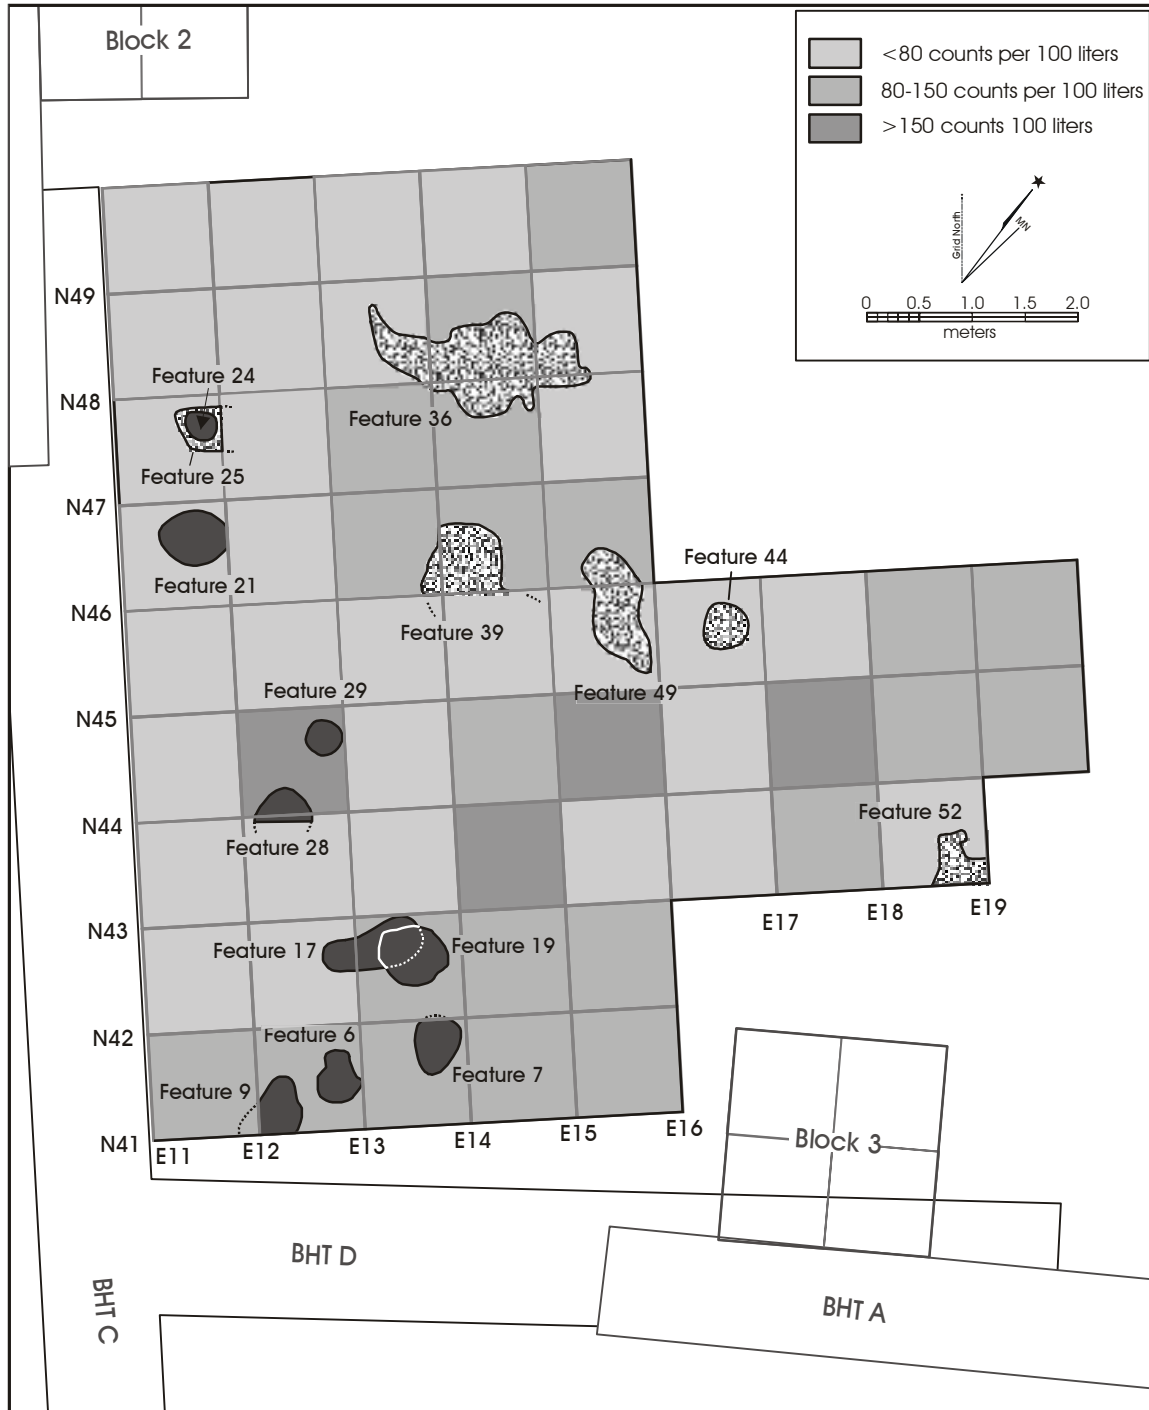 Block 2
<80 counts per 100 liters
80-150 counts per 100 liters
>150 counts 100 liters
Grid North
MN
0 0.5 1.0 1.5 2.0
meters
N49
Feature 24
N48
Feature 36
Feature 25
N47
Feature 44
Feature 21
N46
Feature 39
Feature 29
Feature 49
N45
Feature 52
N44
Feature 28
E17 E18 E19
N43
Feature 17
Feature 19
N42
Feature 6
Feature 7
Feature 9
N41
E11 E12 E13 E14 E15 E16
Block 3
BHT D
BHT C
BHT A